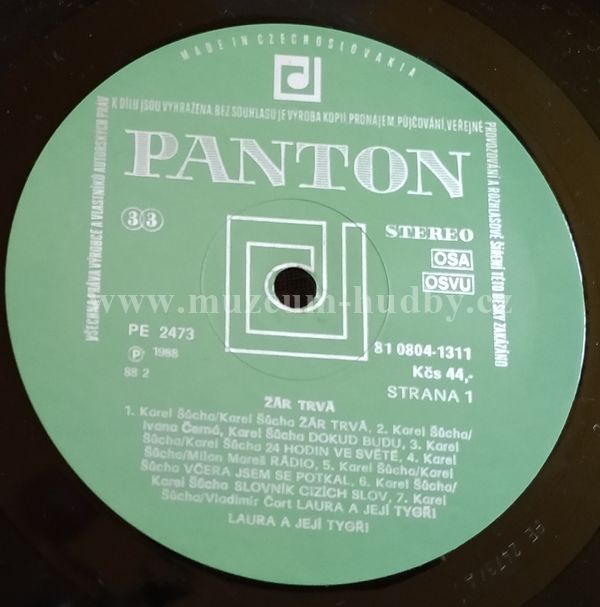 MADE IN CZECHOSLOVAKIA
VŠECHNA PRÁVA VÝROBCE A VLASTNÍKŮ AUTORSKÝCH PRÁV K DÍLU JSOU VYHRAZENA. BEZ SOUHLASU JE VÝROBA KOPIÍ, PRONÁJEM, PŮJČOVÁNÍ, VEŘEJNÉ PROVOZOVÁNÍ A ROZHLASOVÉ ŠÍŘENÍ TÉTO DESKY ZAKÁZÁNO
PANTON
33
STEREO
OSA
OSVU
www.muzeum-hudby.cz
PE 2473
81 0804-1311
Ⓟ 1988
Kčs 44,-
88 2
STRANA 1
ŽÁR TRVÁ
1. Karel Šůcha/Karel Šůcha ŽÁR TRVÁ, 2. Karel Šůcha/
Ivana Černá, Karel Šůcha DOKUD BUDU, 3. Karel
Šůcha/Karel Šůcha 24 HODIN VE SVĚTĚ, 4. Karel
Šůcha/Milan Mareš RÁDIO, 5. Karel Šůcha/Karel
Šůcha VČERA JSEM SE POTKAL, 6. Karel Šůcha/
Karel Šůcha SLOVNÍK CIZÍCH SLOV, 7. Karel
Šůcha/Vladimír Čort LAURA A JEJÍ TYGŘI
LAURA A JEJÍ TYGŘI
PE 2473/A